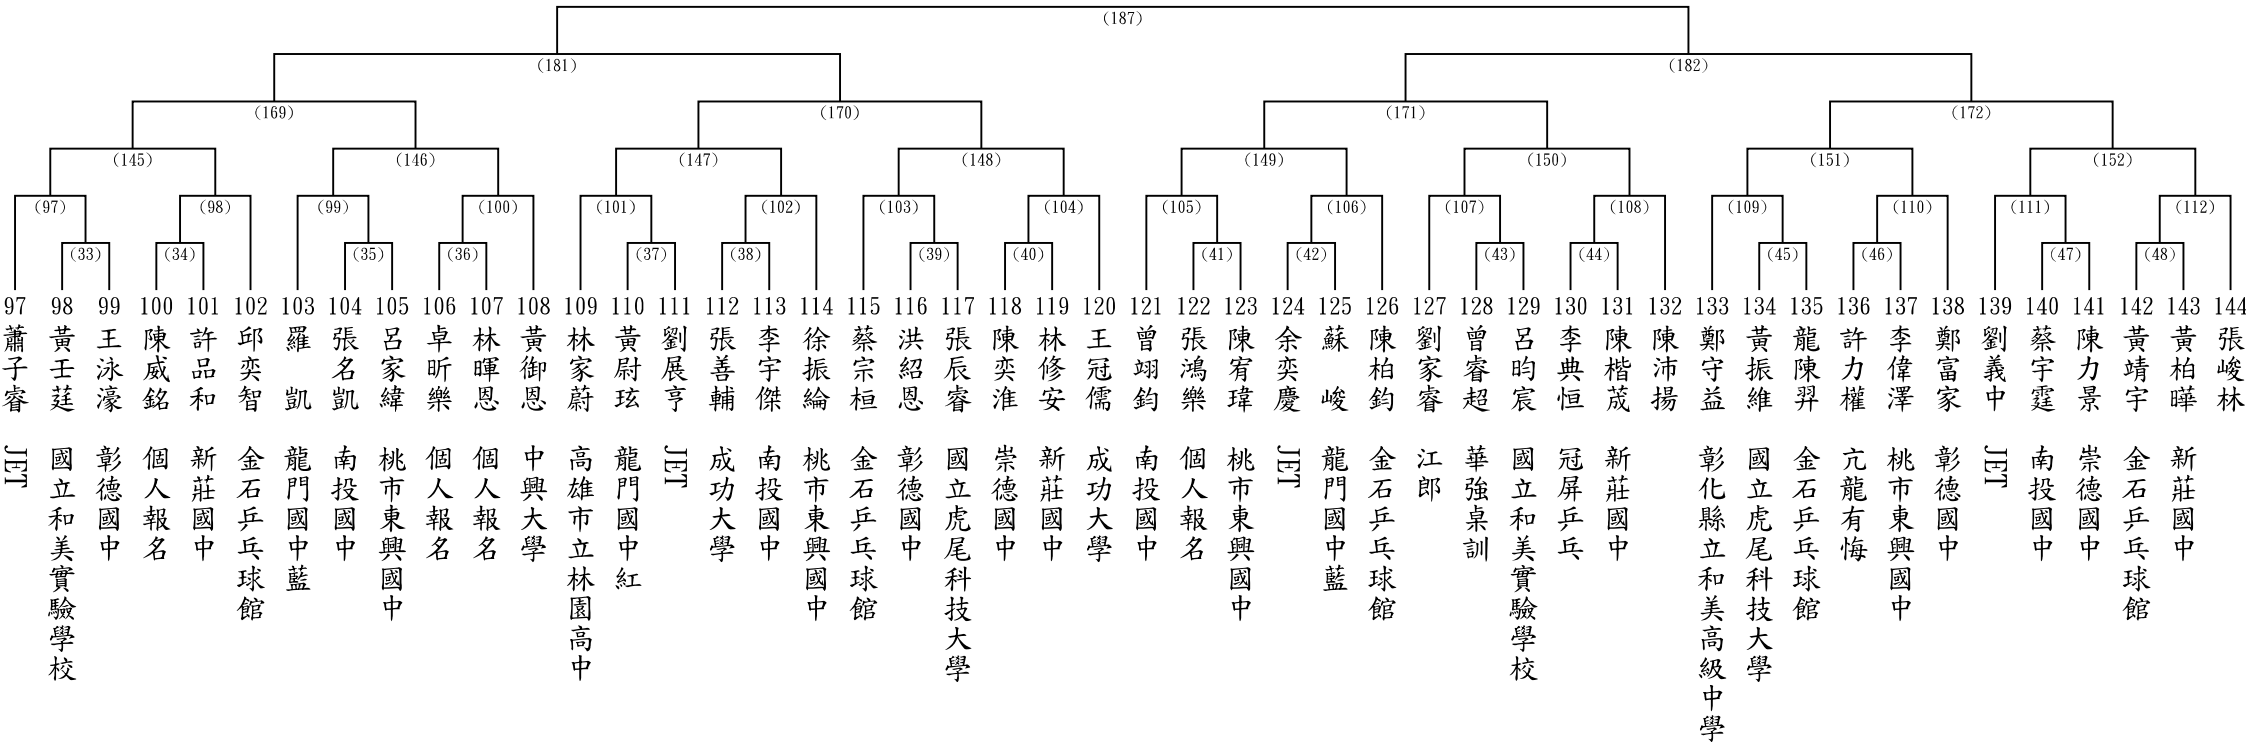 (187)
(181) (182)
(169) (170) (171) (172)
(145) (146) (147) (148) (149) (150) (151) (152)
(97) (98) (99) (100) (101) (102) (103) (104) (105) (106) (107) (108) (109) (110) (111) (112)
(33) (34) (35) (36) (37) (38) (39) (40) (41) (42) (43) (44) (45) (46) (47) (48)
97 蕭子睿 JET
98 黃壬莛 國立和美實驗學校
99 王泳濠 彰德國中
100 陳威銘 個人報名
101 許品和 新莊國中
102 邱奕智 金石乒乓球館
103 羅凱 龍門國中藍
104 張名凱 南投國中
105 呂家緯 桃市東興國中
106 卓昕樂 個人報名
107 林暉恩 個人報名
108 黃御恩 中興大學
109 林家蔚 高雄市立林園高中
110 黃尉玹 龍門國中紅
111 劉展亨 JET
112 張善輔 成功大學
113 李宇傑 南投國中
114 徐振綸 桃市東興國中
115 蔡宗桓 金石乒乓球館
116 洪紹恩 彰德國中
117 張辰睿 國立虎尾科技大學
118 陳奕淮 崇德國中
119 林修安 新莊國中
120 王冠儒 成功大學
121 曾翊鈞 南投國中
122 張鴻樂 個人報名
123 陳宥瑋 桃市東興國中
124 余奕慶 JET
125 蘇峻 龍門國中藍
126 陳柏鈞 金石乒乓球館
127 劉家睿 江郎
128 曾睿超 華強桌訓
129 呂昀宸 國立和美實驗學校
130 李典恒 冠屏乒乓
131 陳楷荿 新莊國中
132 陳沛揚
133 鄭守益 彰化縣立和美高級中學
134 黃振維 國立虎尾科技大學
135 龍陳羿 金石乒乓球館
136 許力權 亢龍有悔
137 李偉澤 桃市東興國中
138 鄭富家 彰德國中
139 劉義中 JET
140 蔡宇霆 南投國中
141 陳力景 崇德國中
142 黃靖宇 金石乒乓球館
143 黃柏曄 新莊國中
144 張峻林